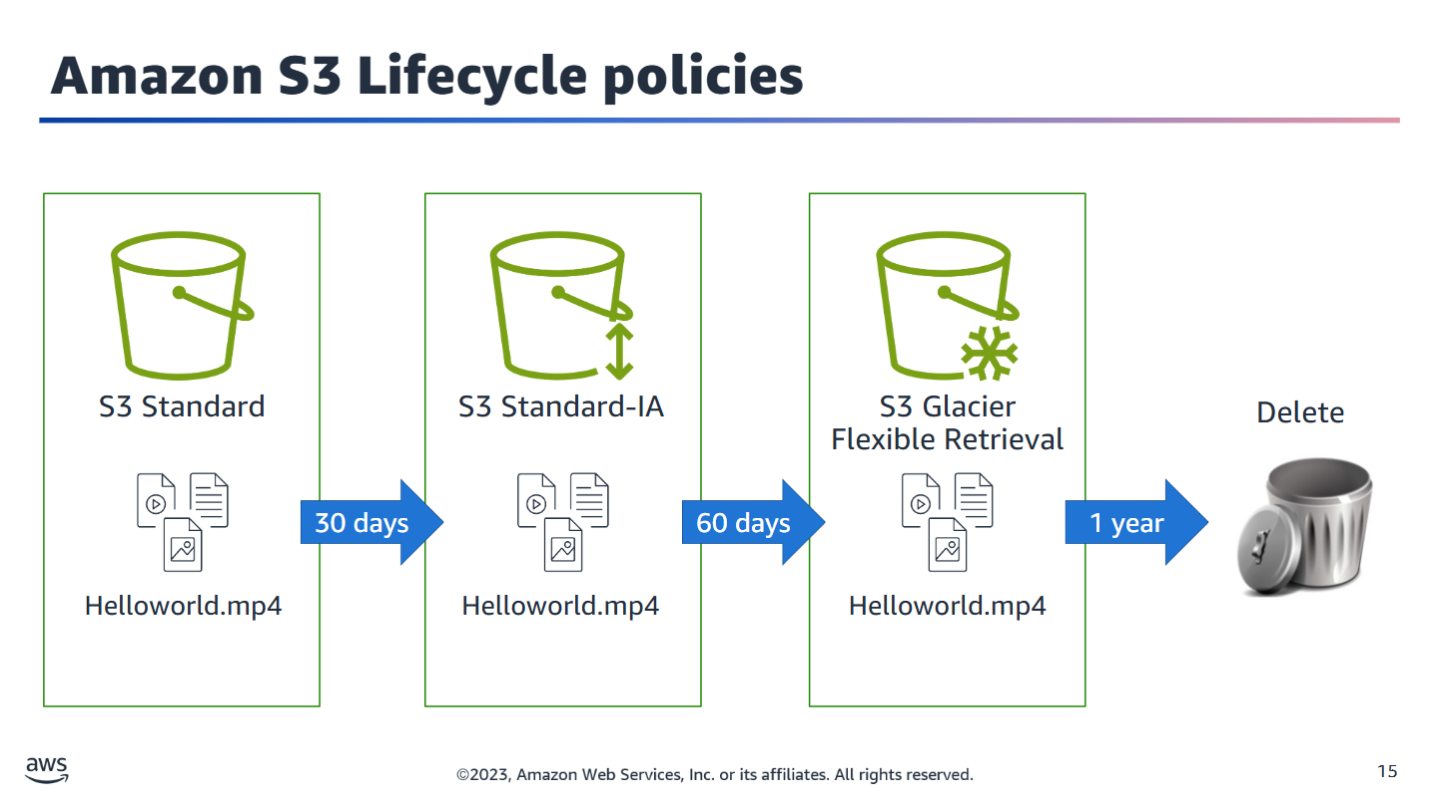 Amazon S3 Lifecycle policies
S3 Standard
Helloworld.mp4
30 days
S3 Standard-IA
Helloworld.mp4
60 days
S3 Glacier
Flexible Retrieval
Helloworld.mp4
1 year
Delete
aws
©2023, Amazon Web Services, Inc. or its affiliates. All rights reserved.
15